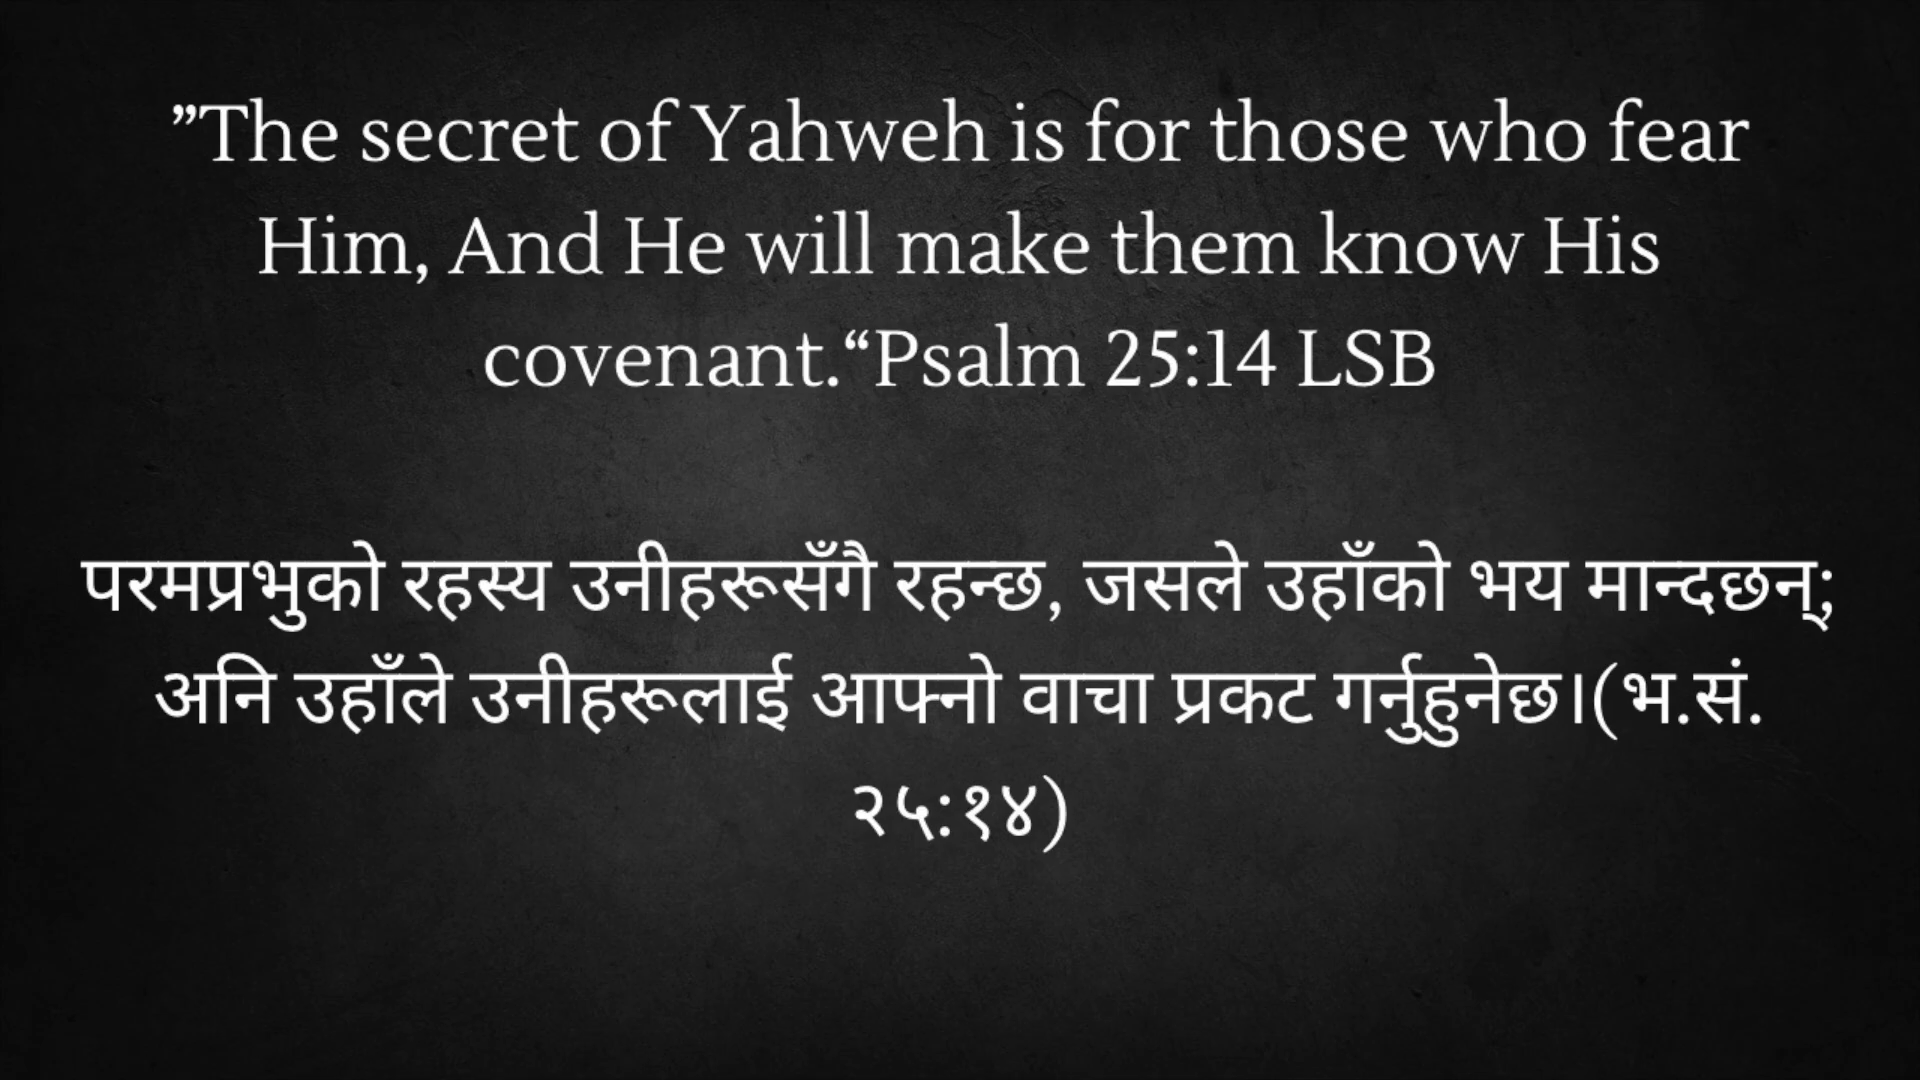 ”The secret of Yahweh is for those who fear
Him, And He will make them know His
covenant.“Psalm 25:14 LSB
परमप्रभुको रहस्य उनीहरूसँगै रहन्छ, जसले उहाँको भय मान्दछन्;
अनि उहाँले उनीहरूलाई आफ्नो वाचा प्रकट गर्नुहुनेछ।(भ.सं.
२५:१४)